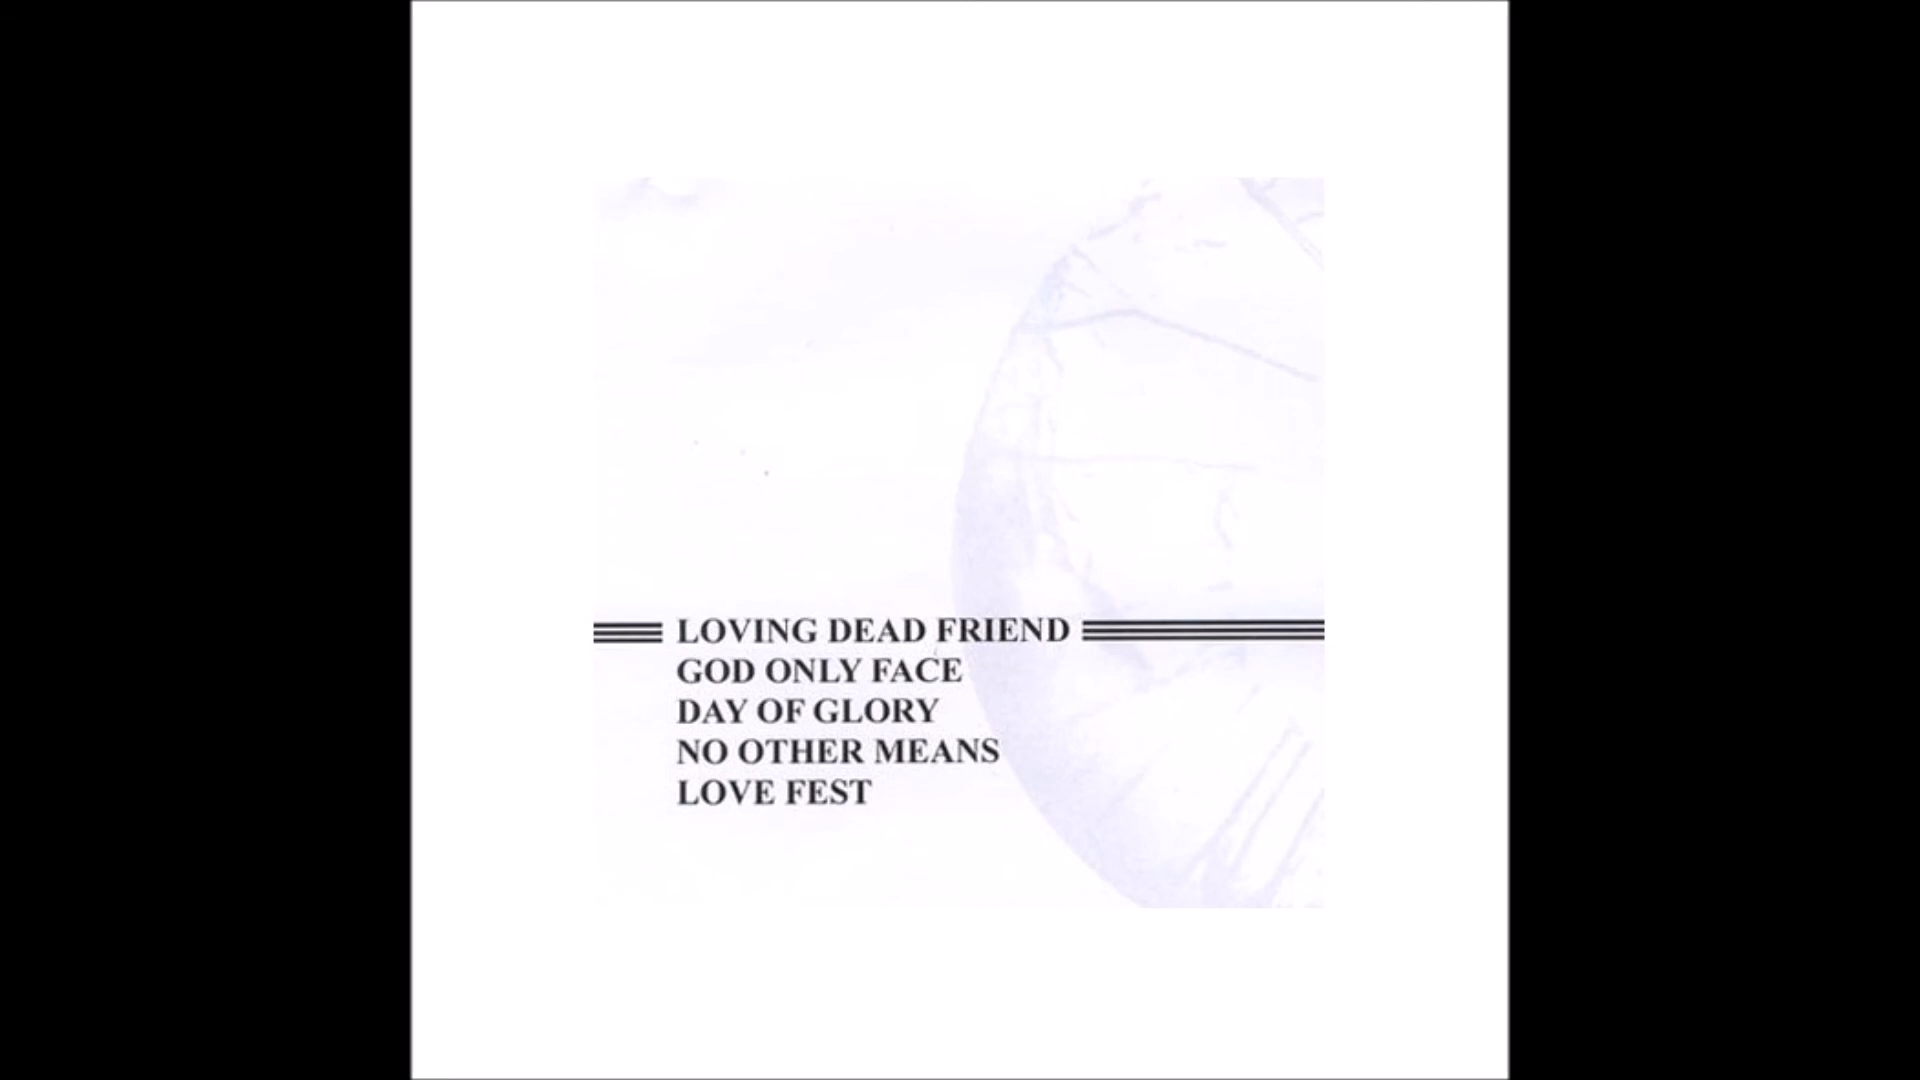 LOVING DEAD FRIEND
GOD ONLY FACE
DAY OF GLORY
NO OTHER MEANS
LOVE FEST